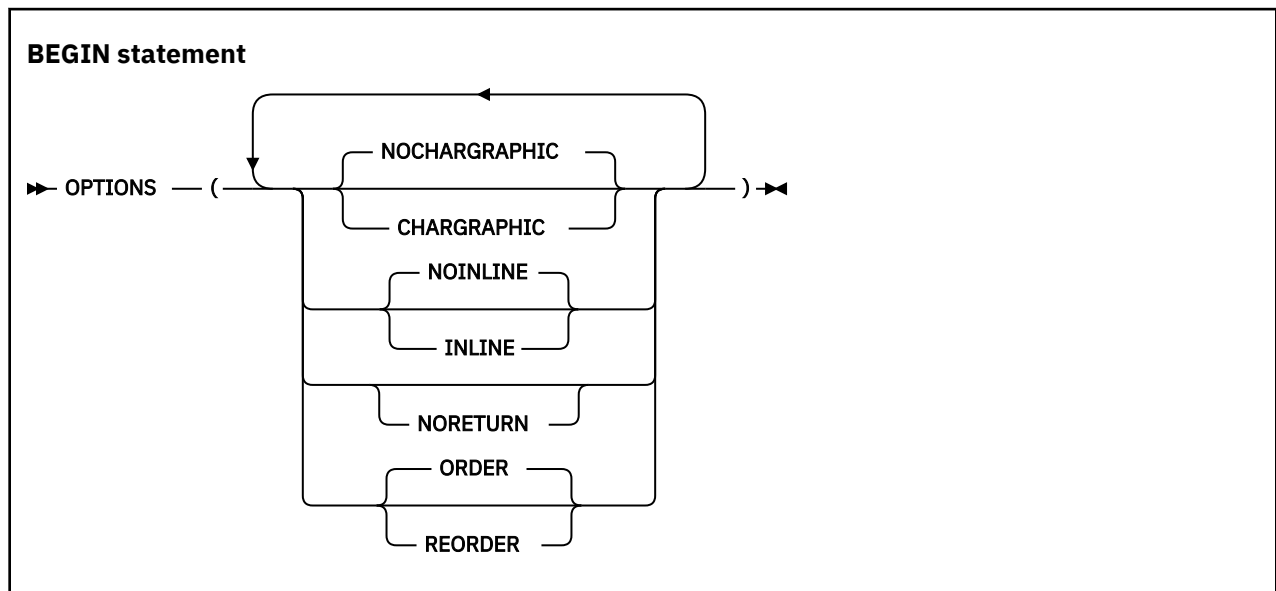 BEGIN statement
NOCHARGRAPHIC
OPTIONS ( )
CHARGRAPHIC
NOINLINE
INLINE
NORETURN
ORDER
REORDER